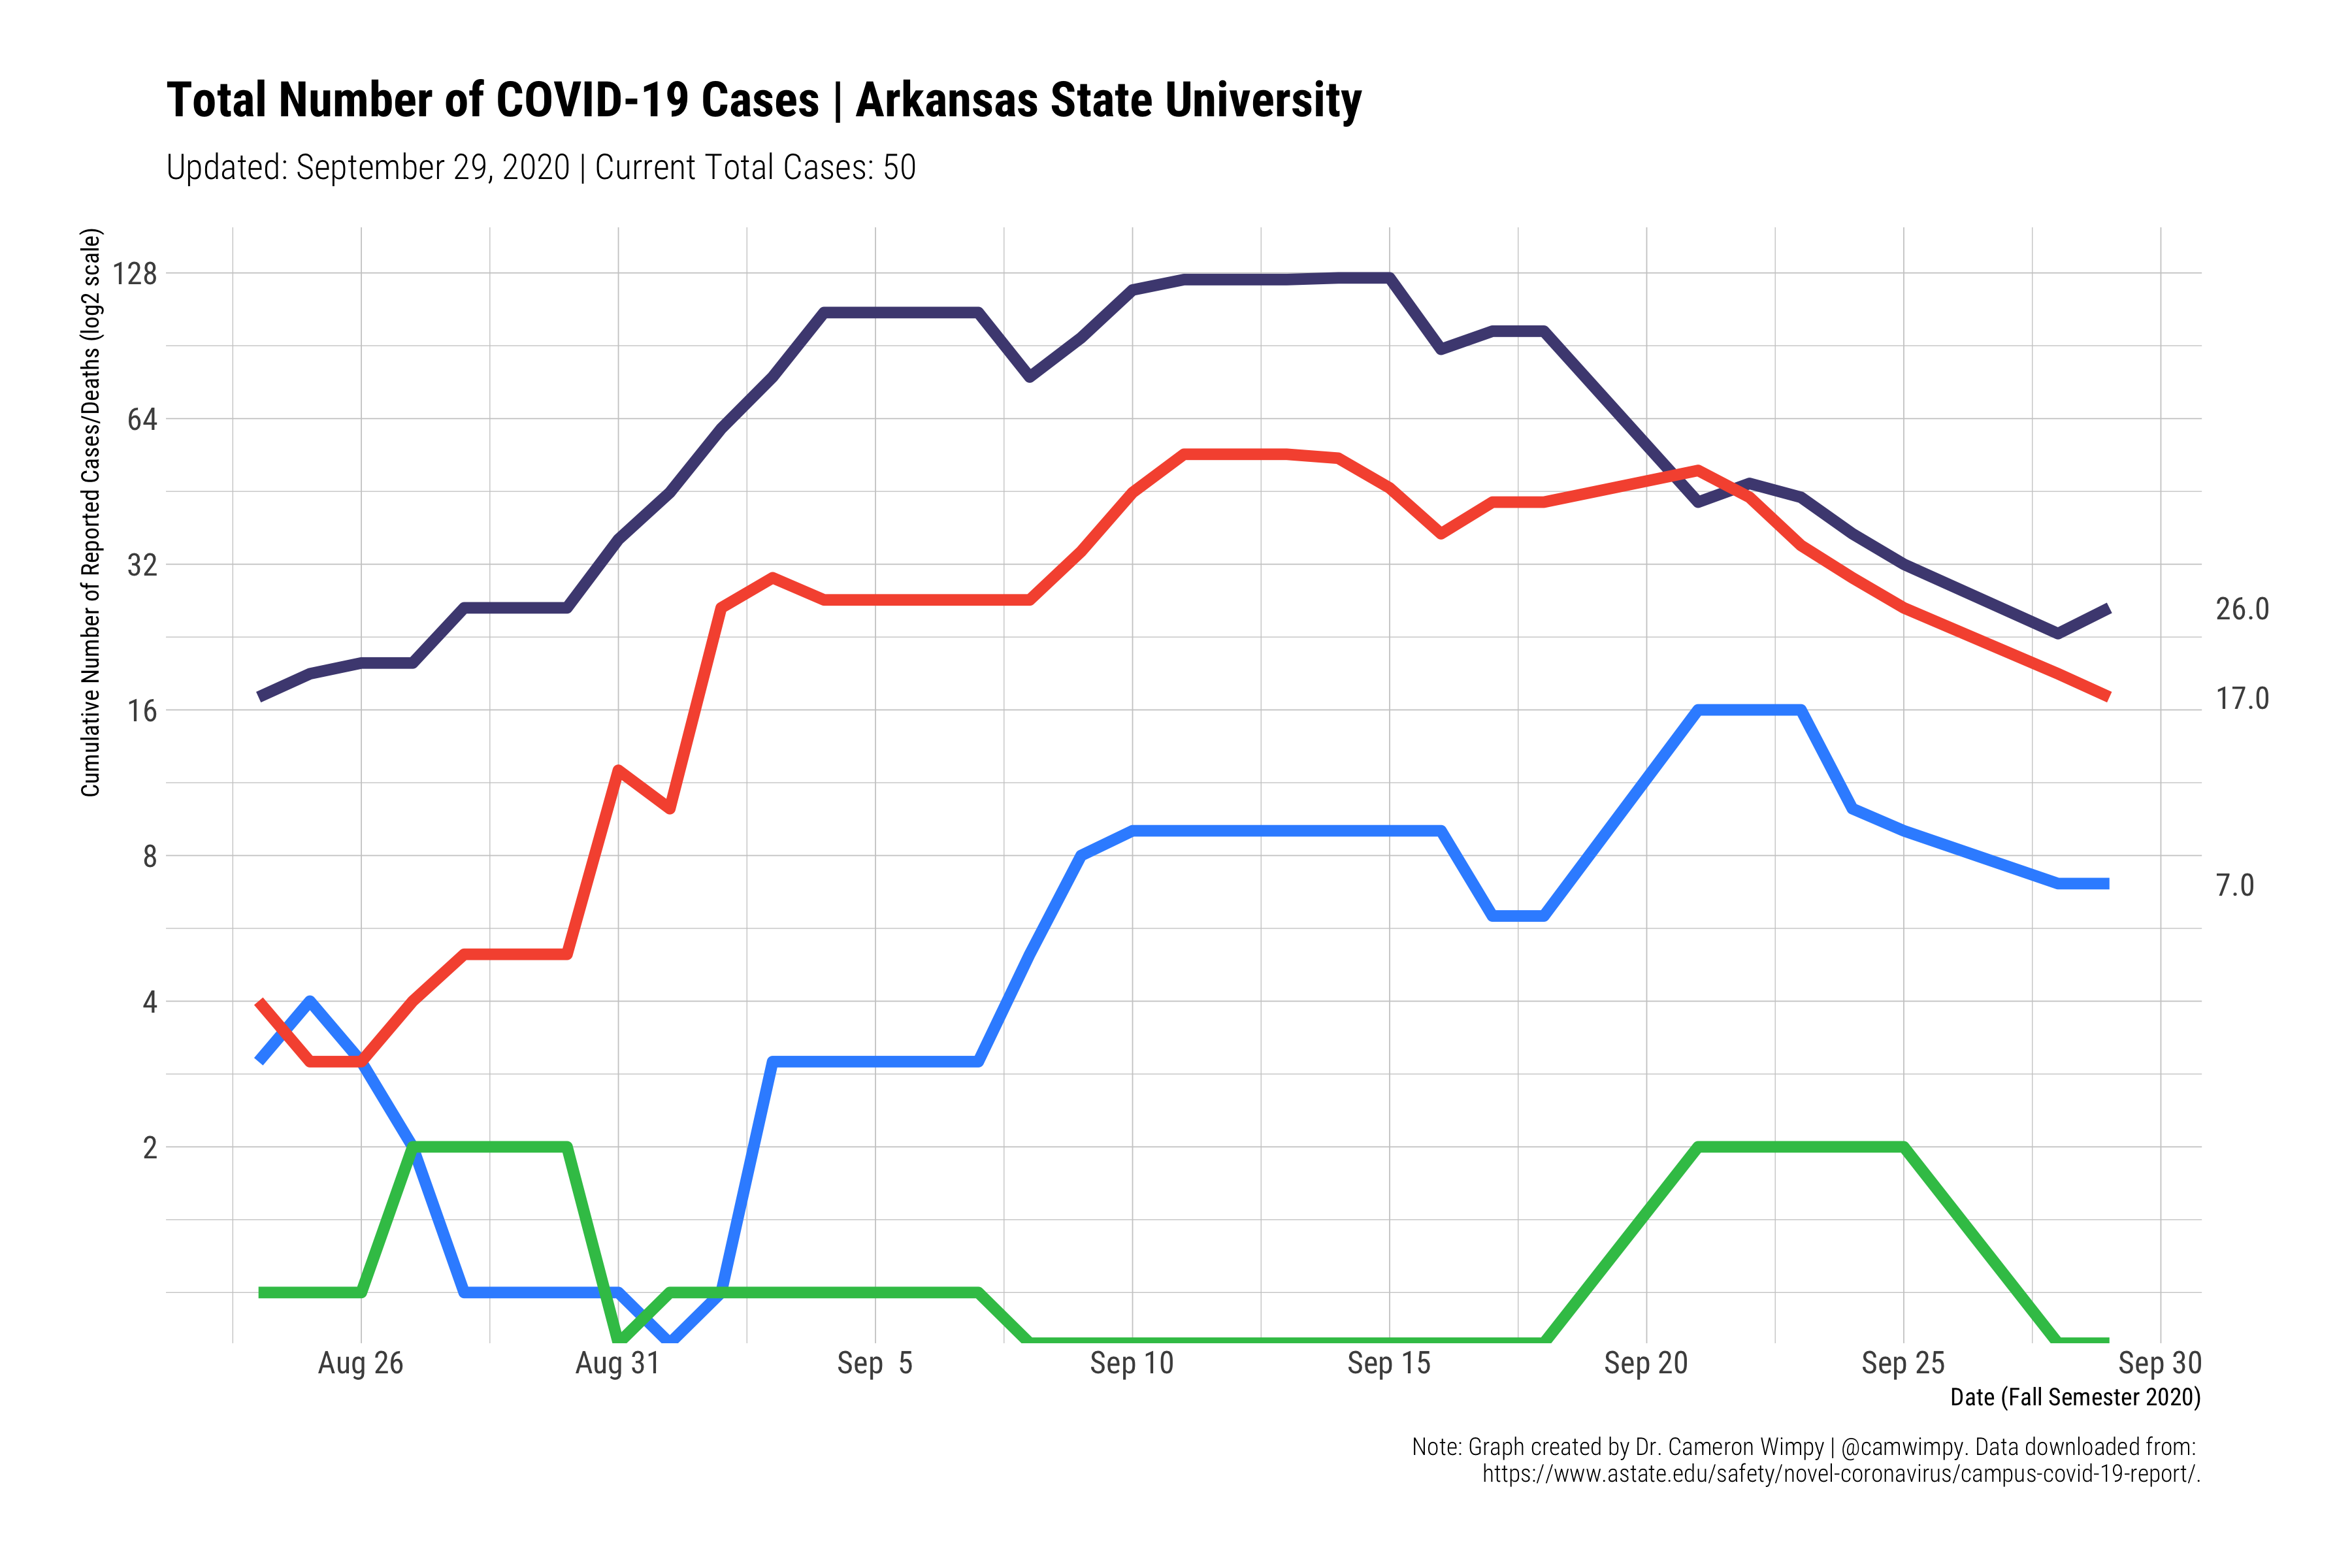 Total Number of COVID-19 Cases | Arkansas State University
Updated: September 29, 2020 | Current Total Cases: 50
Cumulative Number of Reported Cases/Deaths (log2 scale)
128
64
32
16
8
4
2
26.0
17.0
7.0
Aug 26 Aug 31 Sep 5 Sep 10 Sep 15 Sep 20 Sep 25 Sep 30
Date (Fall Semester 2020)
Note: Graph created by Dr. Cameron Wimpy | @camwimpy. Data downloaded from:
https://www.astate.edu/safety/novel-coronavirus/campus-covid-19-report/.